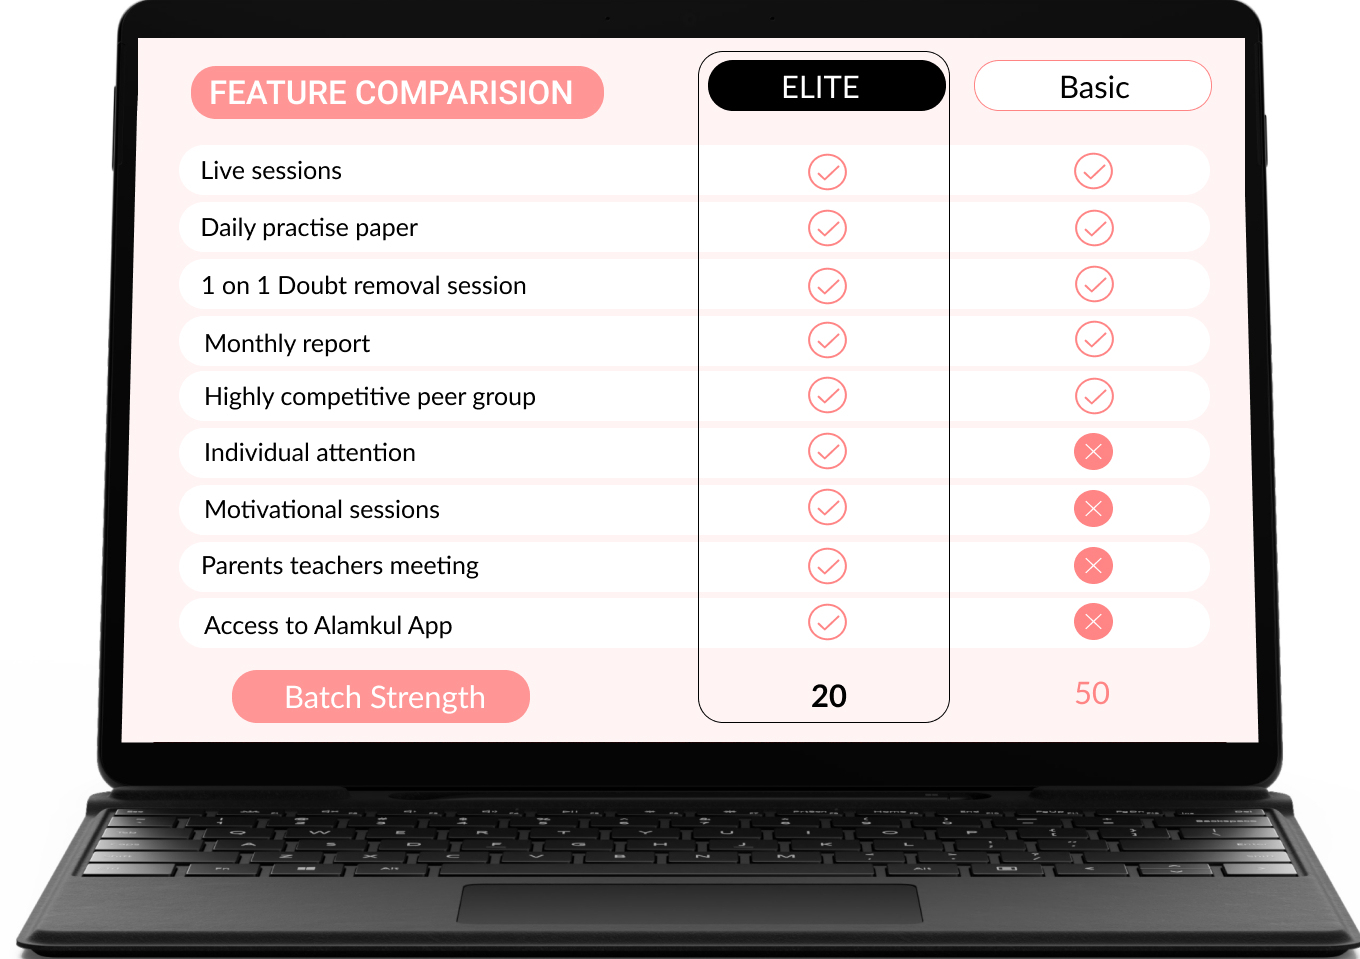 FEATURE COMPARISION ELITE Basic
Live sessions
Daily practise paper
1 on 1 Doubt removal session
Monthly report
Highly competitive peer group
Individual attention
Motivational sessions
Parents teachers meeting
Access to Alamkul App
Batch Strength 20 50